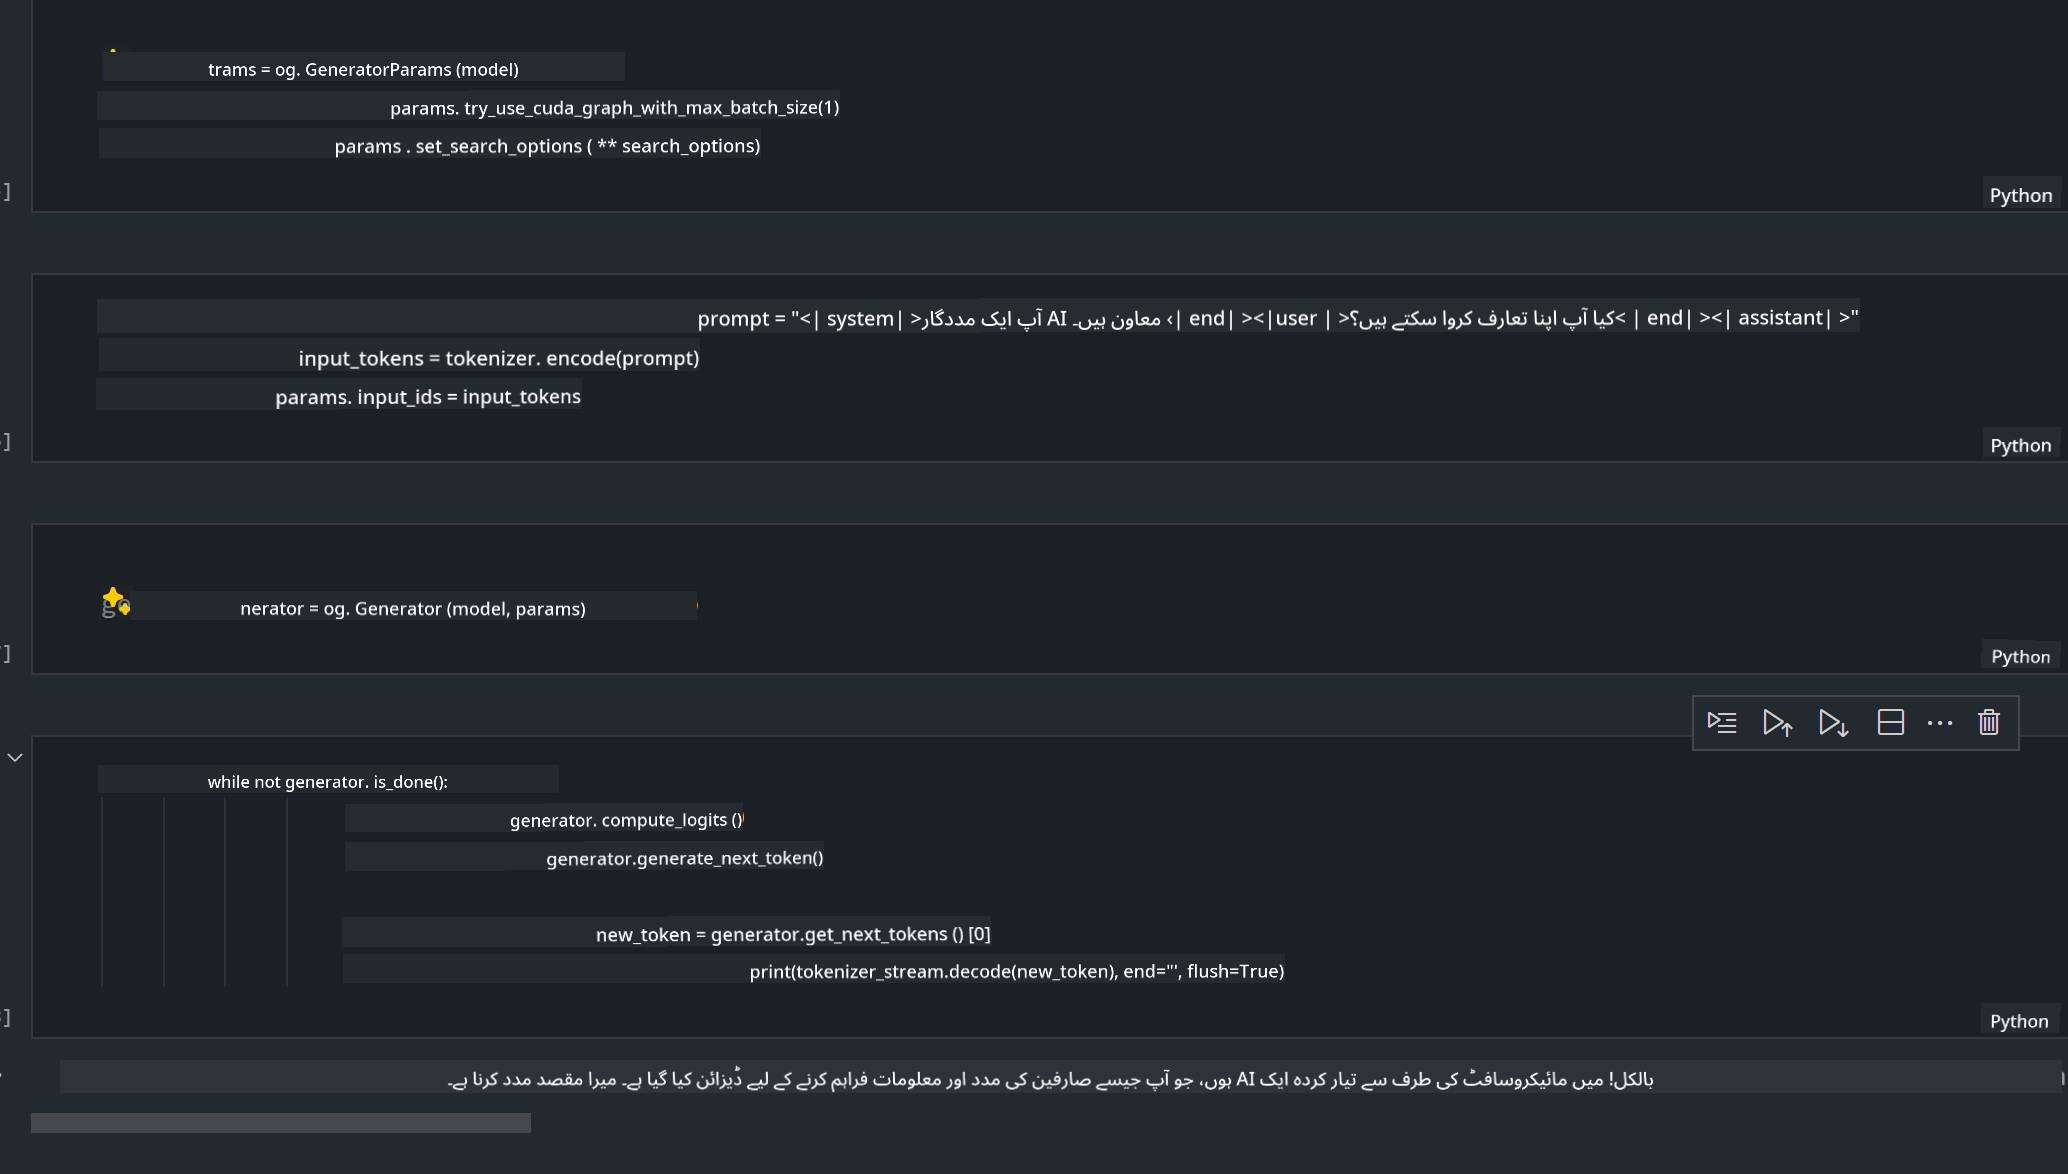 trams = og. GeneratorParams (model)
params. try_use_cuda_graph_with_max_batch_size(1)
params . set_search_options ( ** search_options)
]
Python
prompt = "<| system| >آپ ایک مددگار AI معاون ہیں۔ <| end| ><|user | >کیا آپ اپنا تعارف کروا سکتے ہیں؟< | end| ><| assistant| >"
input_tokens = tokenizer. encode(prompt)
params. input_ids = input_tokens
]
Python
nerator = og. Generator (model, params)
]
Python
while not generator. is_done():
generator. compute_logits ()
generator.generate_next_token()
new_token = generator.get_next_tokens () [0]
print(tokenizer_stream.decode(new_token), end="', flush=True)
]
Python
بالکل! میں مائیکروسافٹ کی طرف سے تیار کردہ ایک AI ہوں، جو آپ جیسے صارفین کی مدد اور معلومات فراہم کرنے کے لیے ڈیزائن کیا گیا ہے۔ میرا مقصد مدد کرنا ہے۔